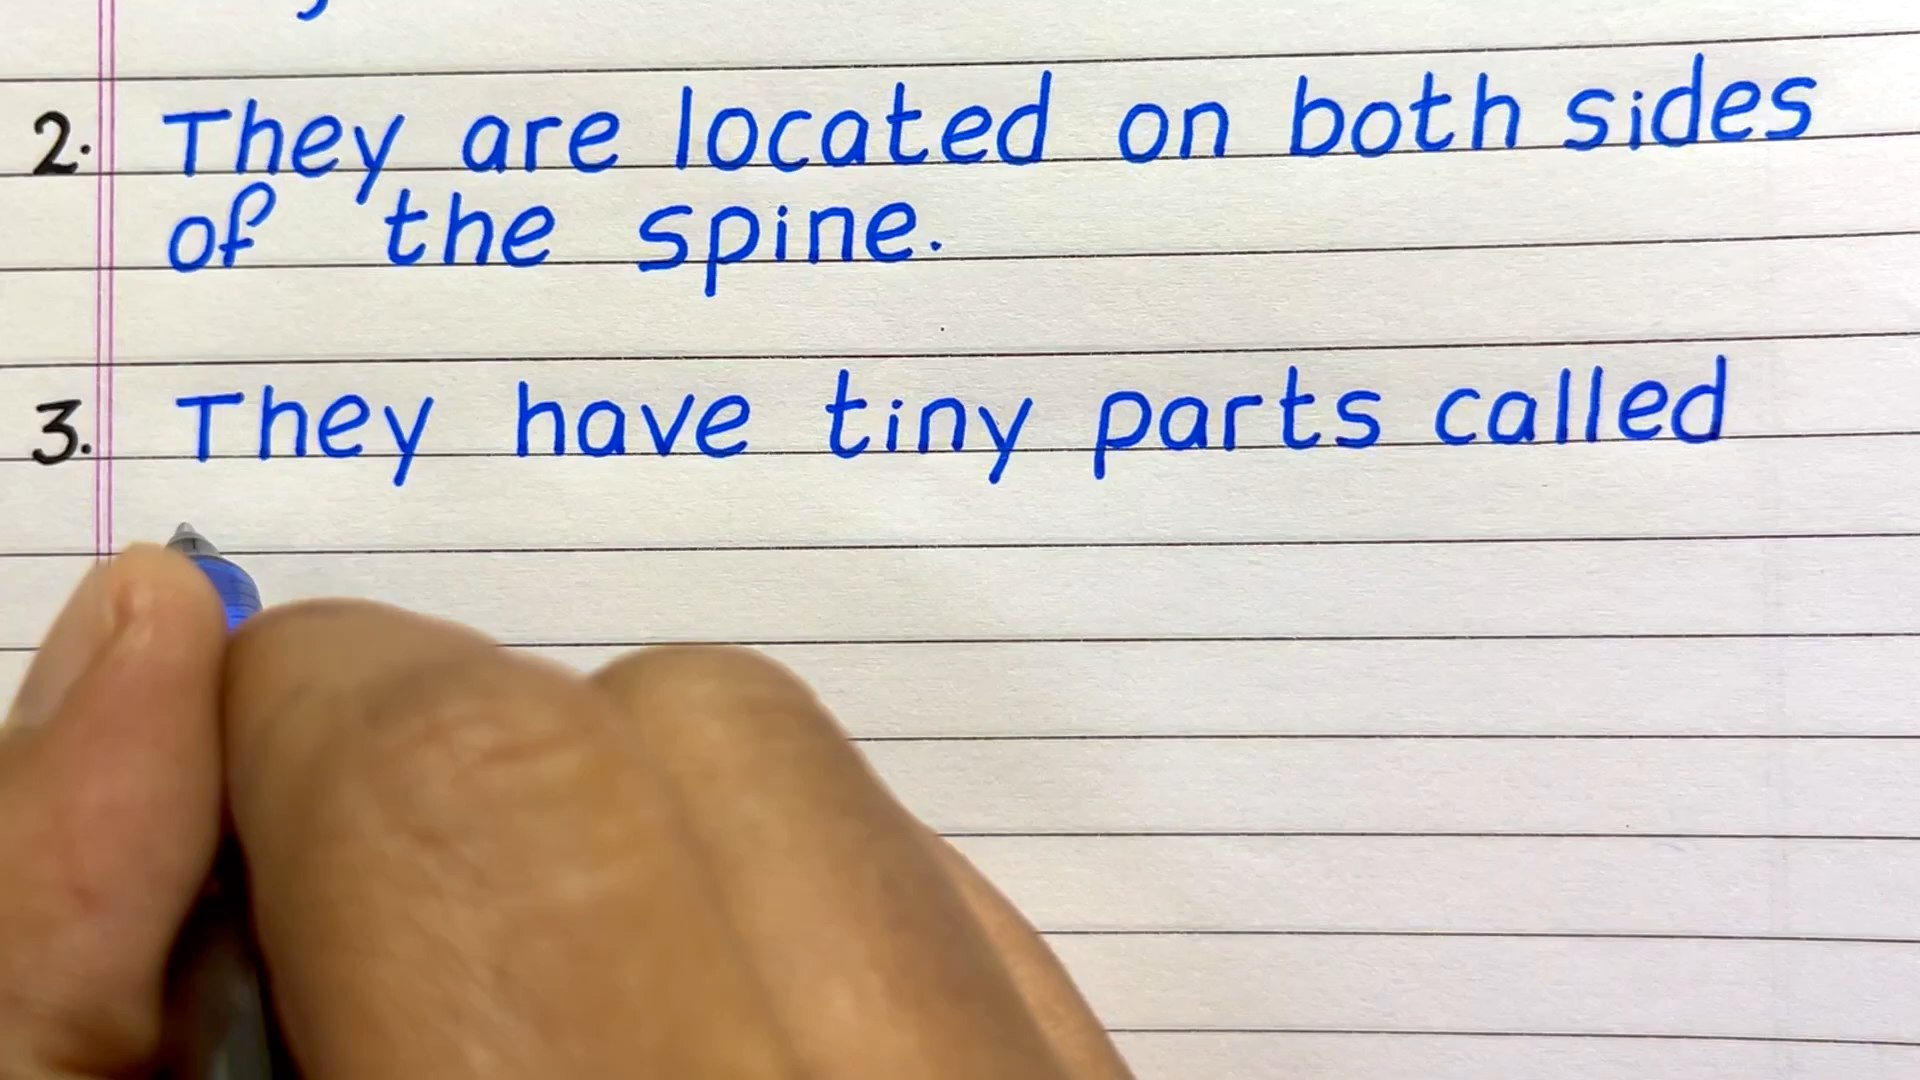 2. They are located on both sides
of the spine.
3. They have tiny parts called